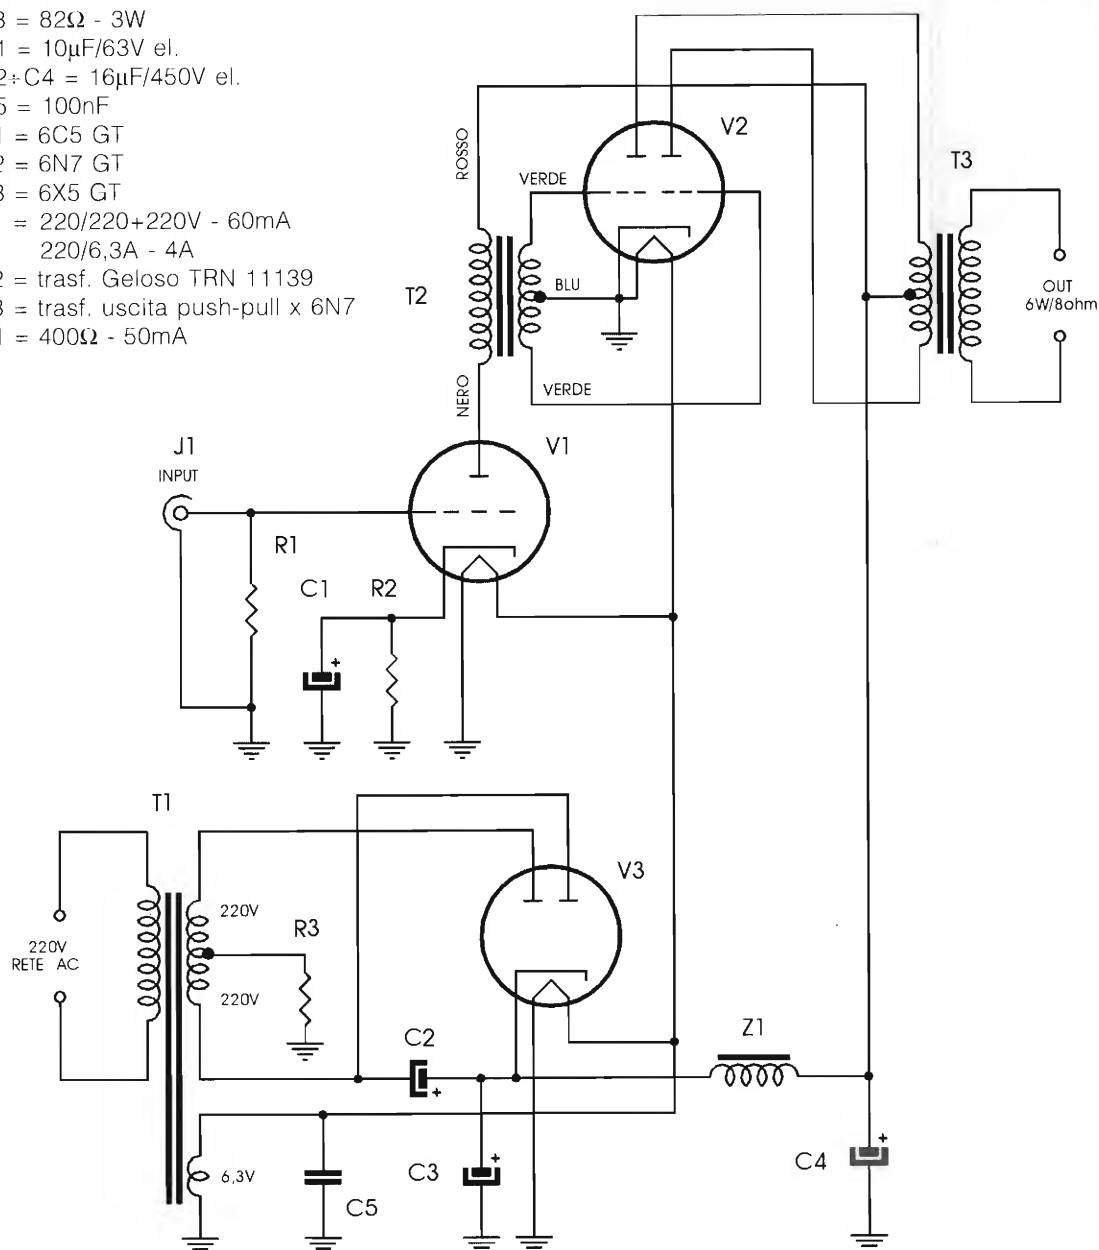 3 = 82Ω - 3W
1 = 10µF/63V el.
2÷C4 = 16µF/450V el.
5 = 100nF
1 = 6C5 GT
2 = 6N7 GT
3 = 6X5 GT
= 220/220+220V - 60mA
220/6,3A - 4A
2 = trasf. Geloso TRN 11139
3 = trasf. uscita push-pull x 6N7
1 = 400Ω - 50mA
V2
ROSSO
VERDE
T3
T2
BLU
OUT
6W/8ohm
NERO
VERDE
J1
INPUT
V1
R1
C1
R2
+
T1
V3
220V
R3
220V
RETE AC
220V
C2
Z1
+
6,3V
C3
+
C5
C4
+